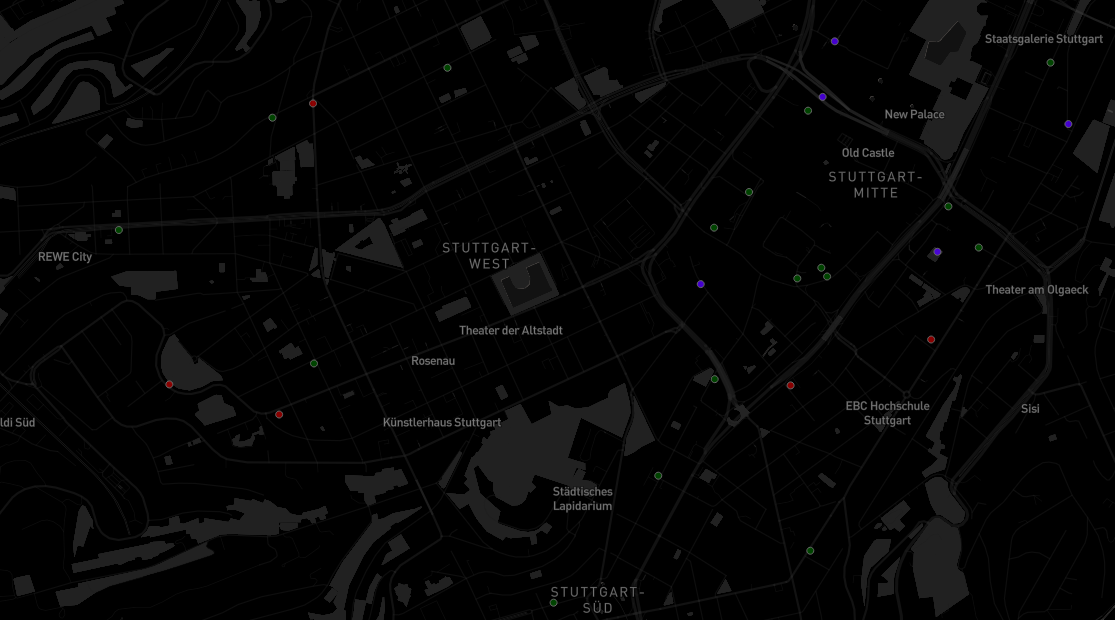 Staatsgalerie Stuttgart
New Palace
Old Castle
STUTTGART-
MITTE
STUTTGART-
WEST
REWE City
Theater am Olgaeck
Theater der Altstadt
Rosenau
EBC Hochschule
Stuttgart
Sisi
ldi Süd
Künstlerhaus Stuttgart
Städtisches
Lapidarium
STUTTGART-
SÜD